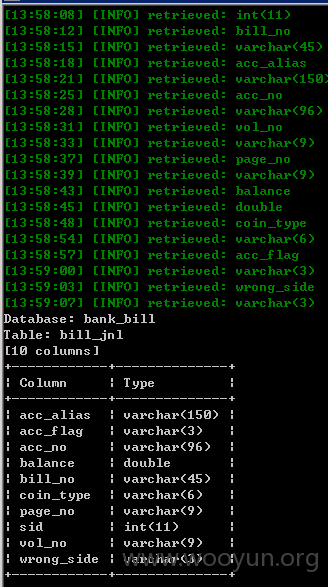 [13:58:08] [INFO] retrieved: int(11)
[13:58:12] [INFO] retrieved: bill_no
[13:58:15] [INFO] retrieved: varchar(45)
[13:58:18] [INFO] retrieved: acc_alias
[13:58:21] [INFO] retrieved: varchar(150)
[13:58:25] [INFO] retrieved: acc_no
[13:58:28] [INFO] retrieved: varchar(96)
[13:58:31] [INFO] retrieved: vol_no
[13:58:33] [INFO] retrieved: varchar(9)
[13:58:37] [INFO] retrieved: page_no
[13:58:39] [INFO] retrieved: varchar(9)
[13:58:43] [INFO] retrieved: balance
[13:58:45] [INFO] retrieved: double
[13:58:48] [INFO] retrieved: coin_type
[13:58:54] [INFO] retrieved: varchar(6)
[13:58:57] [INFO] retrieved: acc_flag
[13:59:00] [INFO] retrieved: varchar(3)
[13:59:03] [INFO] retrieved: wrong_side
[13:59:07] [INFO] retrieved: varchar(3)
Database: bank_bill
Table: bill_jnl
[10 columns]
+------------+--------------+
| Column | Type |
+------------+--------------+
| acc_alias | varchar(150) |
| acc_flag | varchar(3) |
| acc_no | varchar(96) |
| balance | double |
| bill_no | varchar(45) |
| coin_type | varchar(6) |
| page_no | varchar(9) |
| sid | int(11) |
| vol_no | varchar(9) |
| wrong_side | varchar(3) |
+------------+--------------+
www.wooyun.org